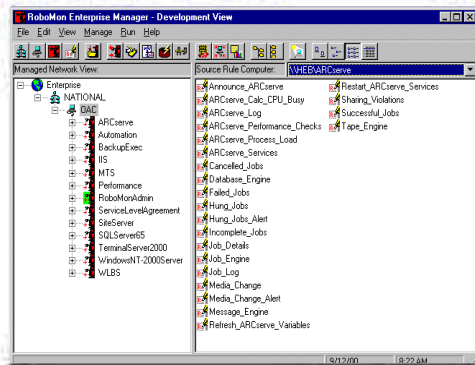 RoboMon Enterprise Manager - Development View
File Edit View Manage Run Help
Managed Network View:
Enterprise
NATIONAL
OAC
ARCserve
Automation
BackupExec
IIS
MTS
Performance
RoboMonAdmin
ServiceLevelAgreement
SiteServer
SQLServer65
TerminalServer2000
WindowsNT-2000Server
WLBS
Source Rule Computer: \\HEB\ARCserve
Announce_ARCserve
ARCserve_Calc_CPU_Busy
ARCserve_Log
ARCserve_Performance_Checks
ARCserve_Process_Load
ARCserve_Services
Cancelled_Jobs
Database_Engine
Failed_Jobs
Hung_Jobs
Hung_Jobs_Alert
Incomplete_Jobs
Job_Details
Job_Engine
Job_Log
Media_Change
Media_Change_Alert
Message_Engine
Refresh_ARCserve_Variables
Restart_ARCserve_Services
Sharing_Violations
Successful_Jobs
Tape_Engine
9/12/00 8:22 AM